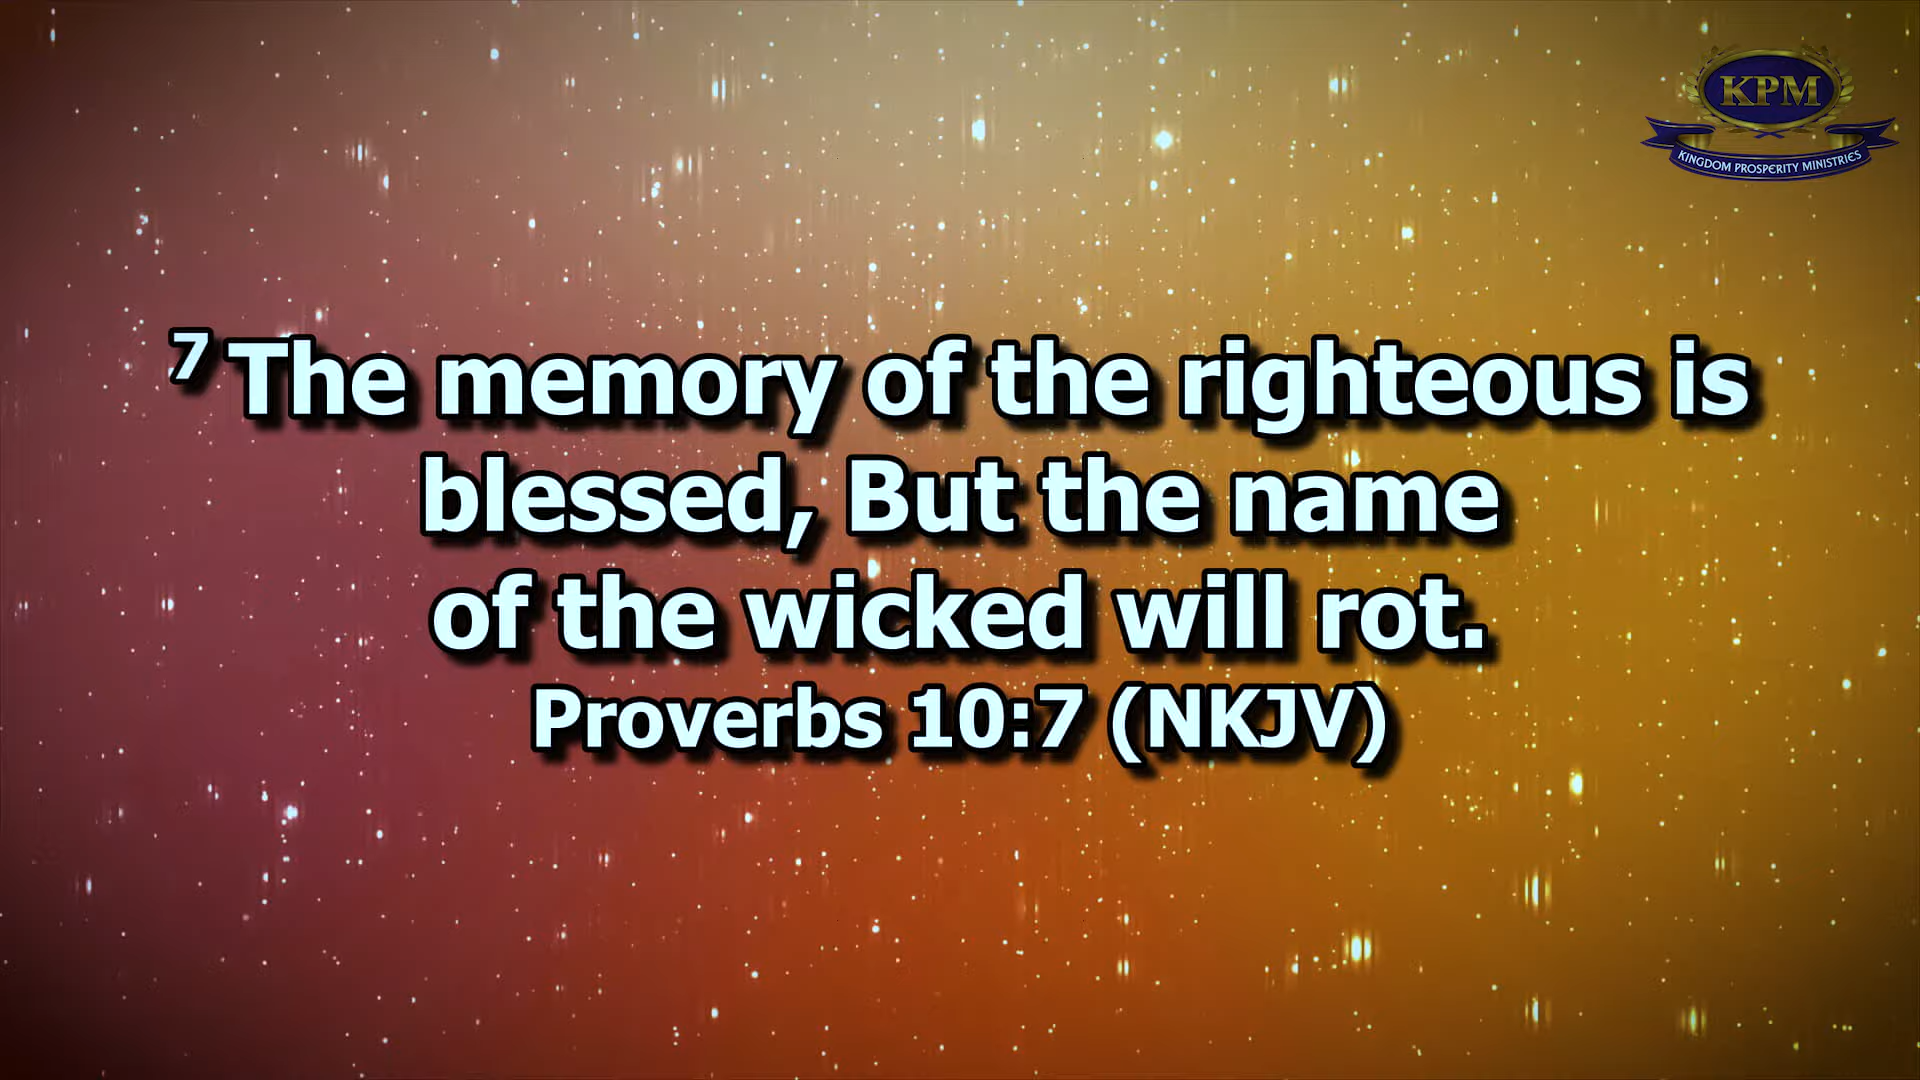 KPM
KINGDOM PROSPERITY MINISTRIES
7 The memory of the righteous is
blessed, But the name
of the wicked will rot.
Proverbs 10:7 (NKJV)